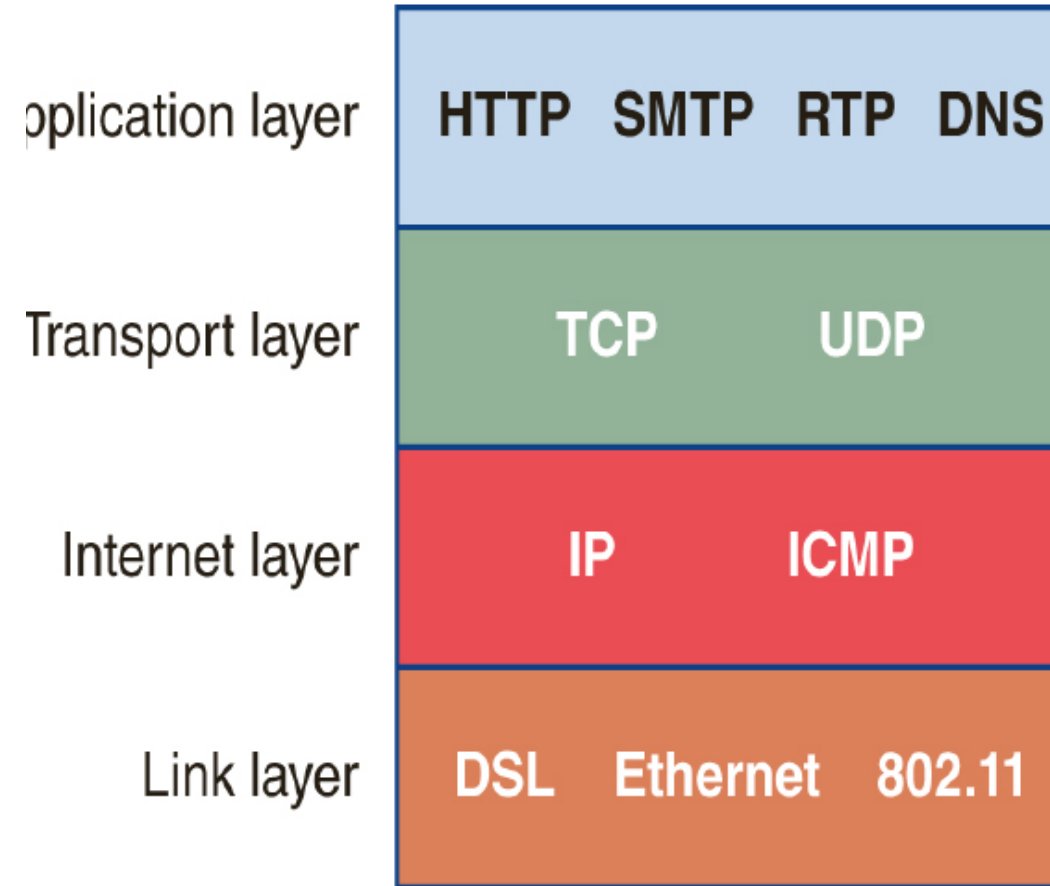 pplication layer HTTP SMTP RTP DNS
Transport layer TCP UDP
Internet layer IP ICMP
Link layer DSL Ethernet 802.11